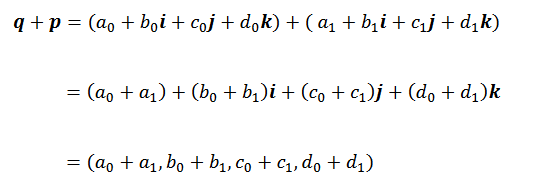 q + p = (a₀ + b₀i + c₀j + d₀k) + ( a₁ + b₁i + c₁j + d₁k)
= (a₀ + a₁) + (b₀ + b₁)i + (c₀ + c₁)j + (d₀ + d₁)k
= (a₀ + a₁, b₀ + b₁, c₀ + c₁, d₀ + d₁)